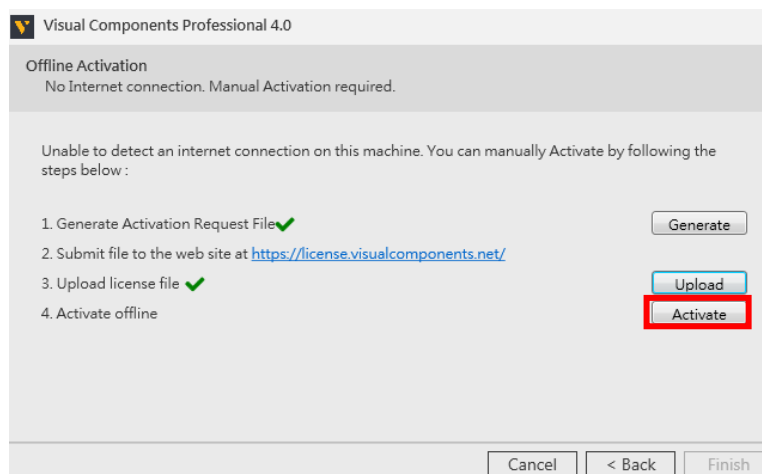 Visual Components Professional 4.0
Offline Activation
No Internet connection. Manual Activation required.
Unable to detect an internet connection on this machine. You can manually Activate by following the
steps below :
1. Generate Activation Request File
Generate
2. Submit file to the web site at https://license.visualcomponents.net/
3. Upload license file
Upload
4. Activate offline
Activate
Cancel
< Back
Finish